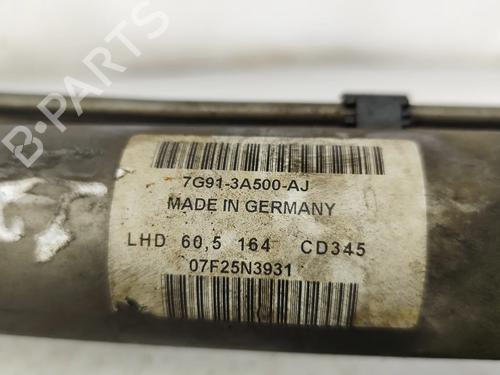 B-PARTS
7G91-3A500-AJ
MADE IN GERMANY
LHD 60,5 164 CD345
07F25N3931